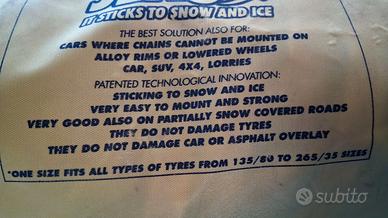 IT STICKS TO SNOW AND ICE
THE BEST SOLUTION ALSO FOR:
CARS WHERE CHAINS CANNOT BE MOUNTED ON
ALLOY RIMS OR LOWERED WHEELS
CAR, SUV, 4X4, LORRIES
PATENTED TECHNOLOGICAL INNOVATION:
STICKING TO SNOW AND ICE
VERY EASY TO MOUNT AND STRONG
VERY GOOD ALSO ON PARTIALLY SNOW COVERED ROADS
THEY DO NOT DAMAGE TYRES
THEY DO NOT DAMAGE CAR OR ASPHALT OVERLAY
*ONE SIZE FITS ALL TYPES OF TYRES FROM 135/80 TO 265/35 SIZES
subito